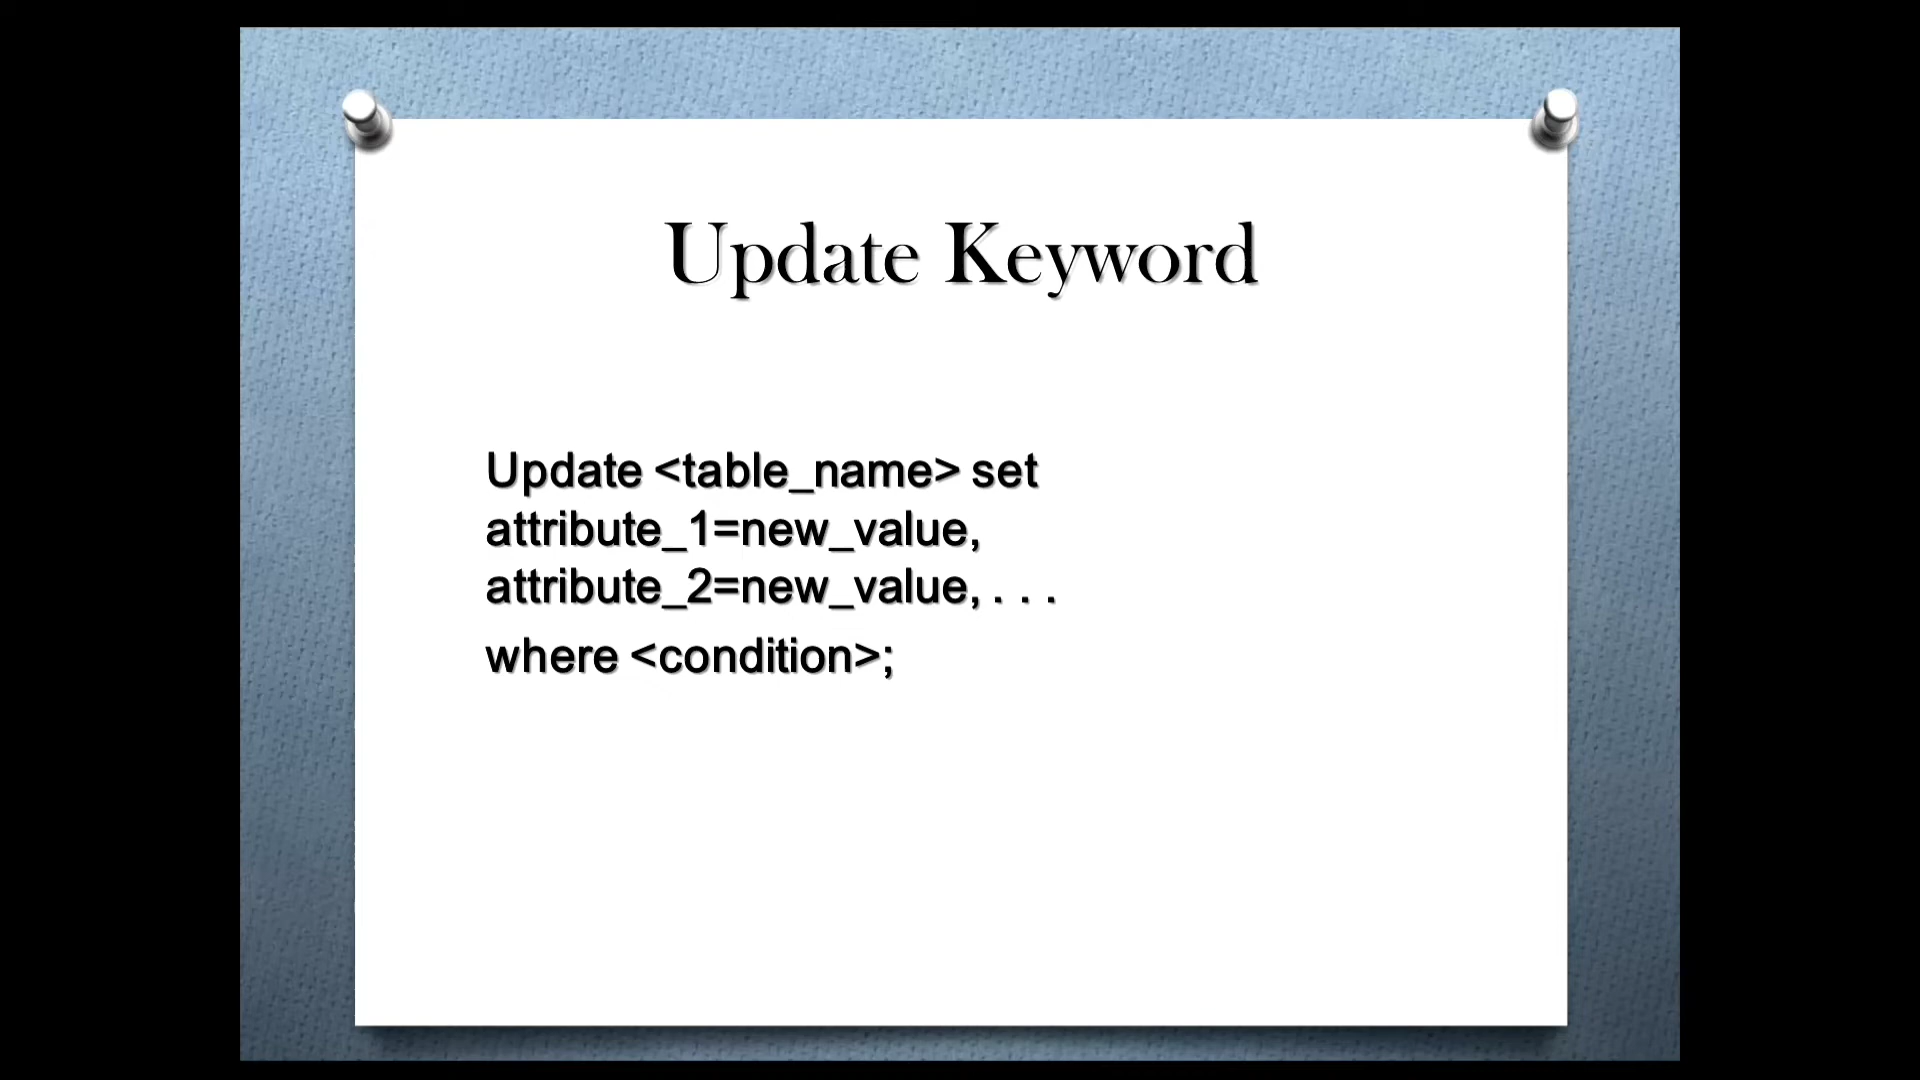 Update Keyword
Update <table_name> set
attribute_1=new_value,
attribute_2=new_value, . . .
where <condition>;